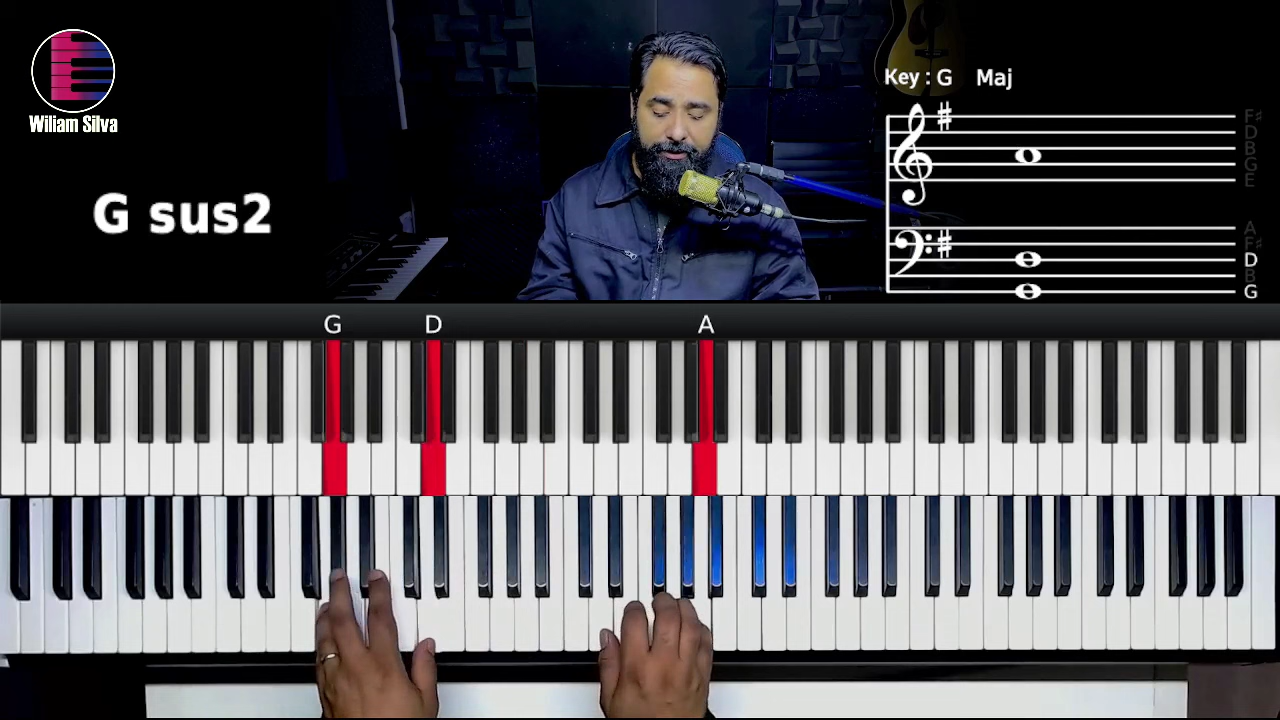 Wiliam Silva
G sus2
Key : G Maj
F♯
D
B
G
E
A
F♯
D
B
G
G D A